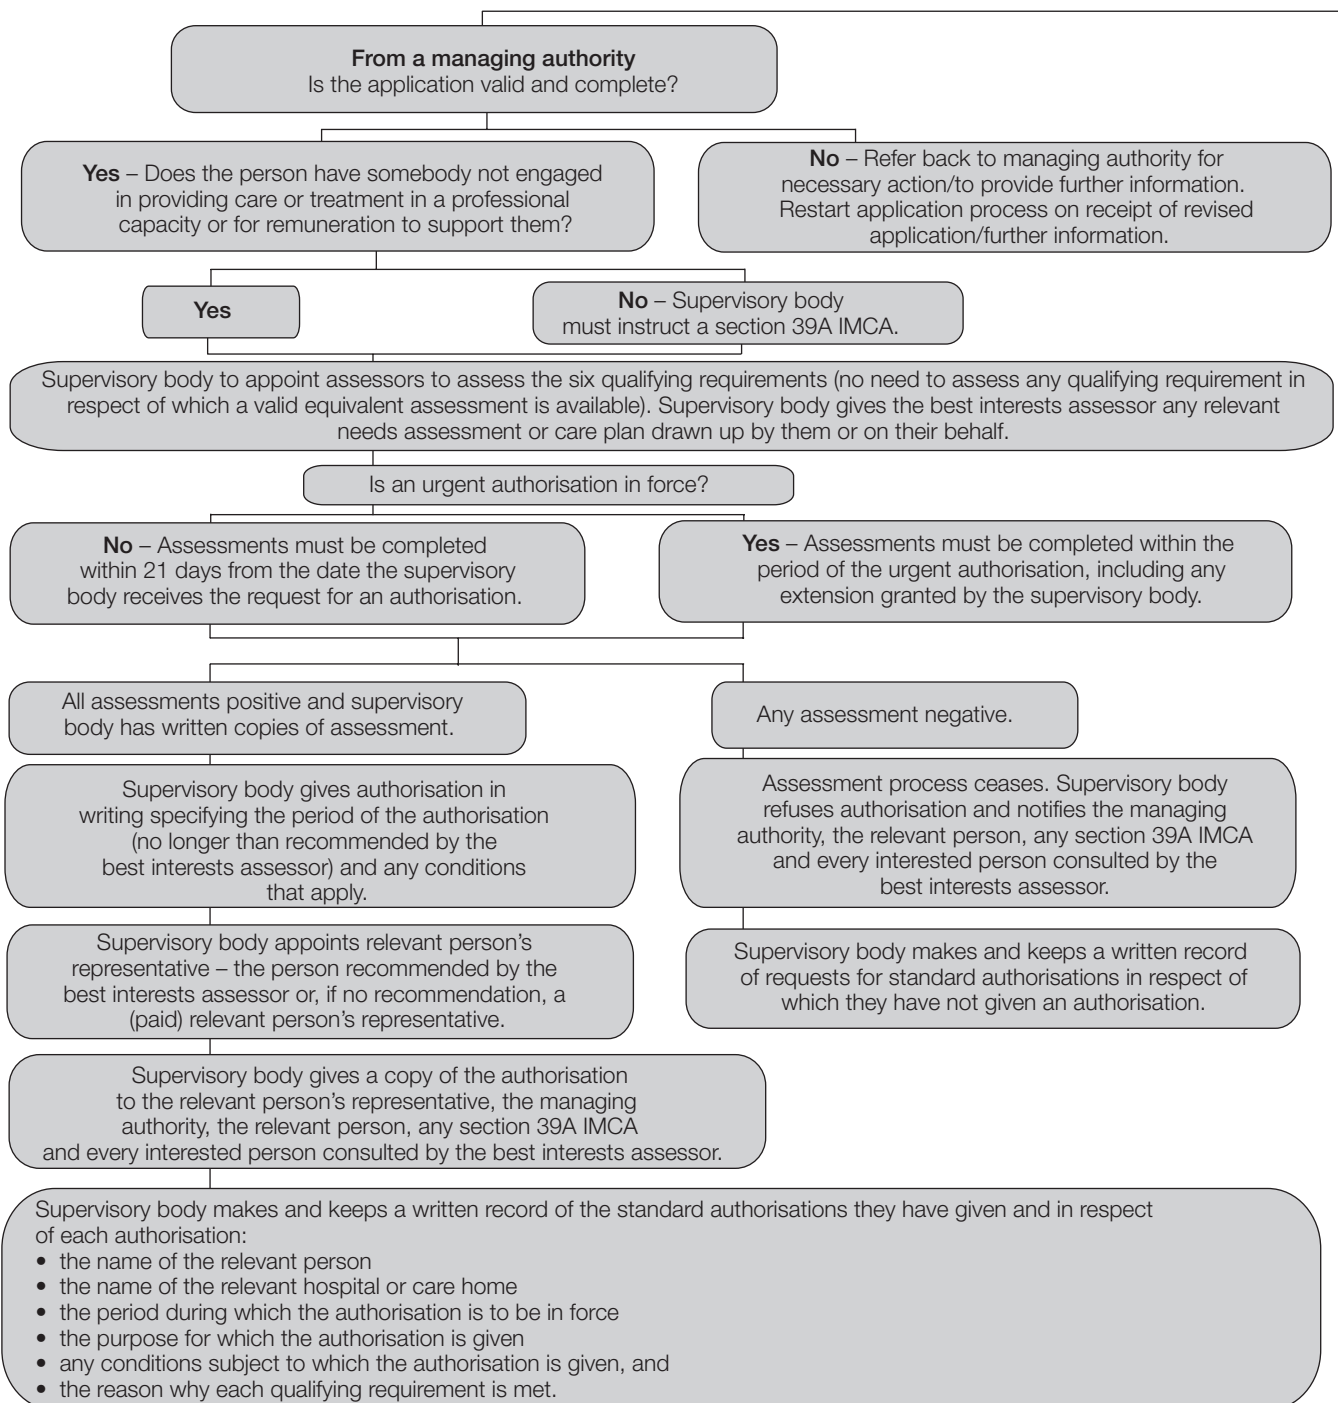 From a managing authority
Is the application valid and complete?
Yes – Does the person have somebody not engaged
in providing care or treatment in a professional
capacity or for remuneration to support them?
No – Refer back to managing authority for
necessary action/to provide further information.
Restart application process on receipt of revised
application/further information.
Yes
No – Supervisory body
must instruct a section 39A IMCA.
Supervisory body to appoint assessors to assess the six qualifying requirements (no need to assess any qualifying requirement in
respect of which a valid equivalent assessment is available). Supervisory body gives the best interests assessor any relevant
needs assessment or care plan drawn up by them or on their behalf.
Is an urgent authorisation in force?
No – Assessments must be completed
within 21 days from the date the supervisory
body receives the request for an authorisation.
Yes – Assessments must be completed within the
period of the urgent authorisation, including any
extension granted by the supervisory body.
All assessments positive and supervisory
body has written copies of assessment.
Any assessment negative.
Supervisory body gives authorisation in
writing specifying the period of the authorisation
(no longer than recommended by the
best interests assessor) and any conditions
that apply.
Assessment process ceases. Supervisory body
refuses authorisation and notifies the managing
authority, the relevant person, any section 39A IMCA
and every interested person consulted by the
best interests assessor.
Supervisory body appoints relevant person's
representative – the person recommended by the
best interests assessor or, if no recommendation, a
(paid) relevant person's representative.
Supervisory body makes and keeps a written record
of requests for standard authorisations in respect of
which they have not given an authorisation.
Supervisory body gives a copy of the authorisation
to the relevant person's representative, the managing
authority, the relevant person, any section 39A IMCA
and every interested person consulted by the best interests assessor.
Supervisory body makes and keeps a written record of the standard authorisations they have given and in respect
of each authorisation:
• the name of the relevant person
• the name of the relevant hospital or care home
• the period during which the authorisation is to be in force
• the purpose for which the authorisation is given
• any conditions subject to which the authorisation is given, and
• the reason why each qualifying requirement is met.